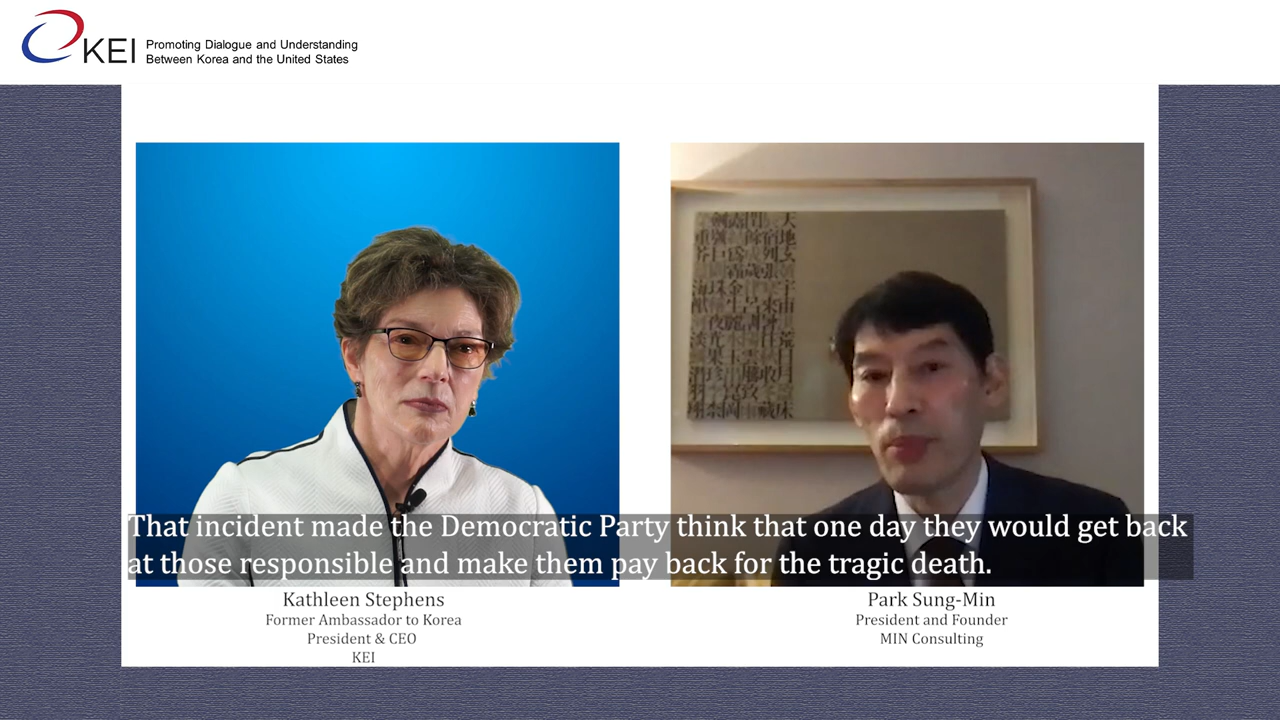 KEI
Promoting Dialogue and Understanding
Between Korea and the United States
That incident made the Democratic Party think that one day they would get back
at those responsible and make them pay back for the tragic death.
Kathleen Stephens
Former Ambassador to Korea
President & CEO
KEI
Park Sung-Min
President and Founder
MIN Consulting